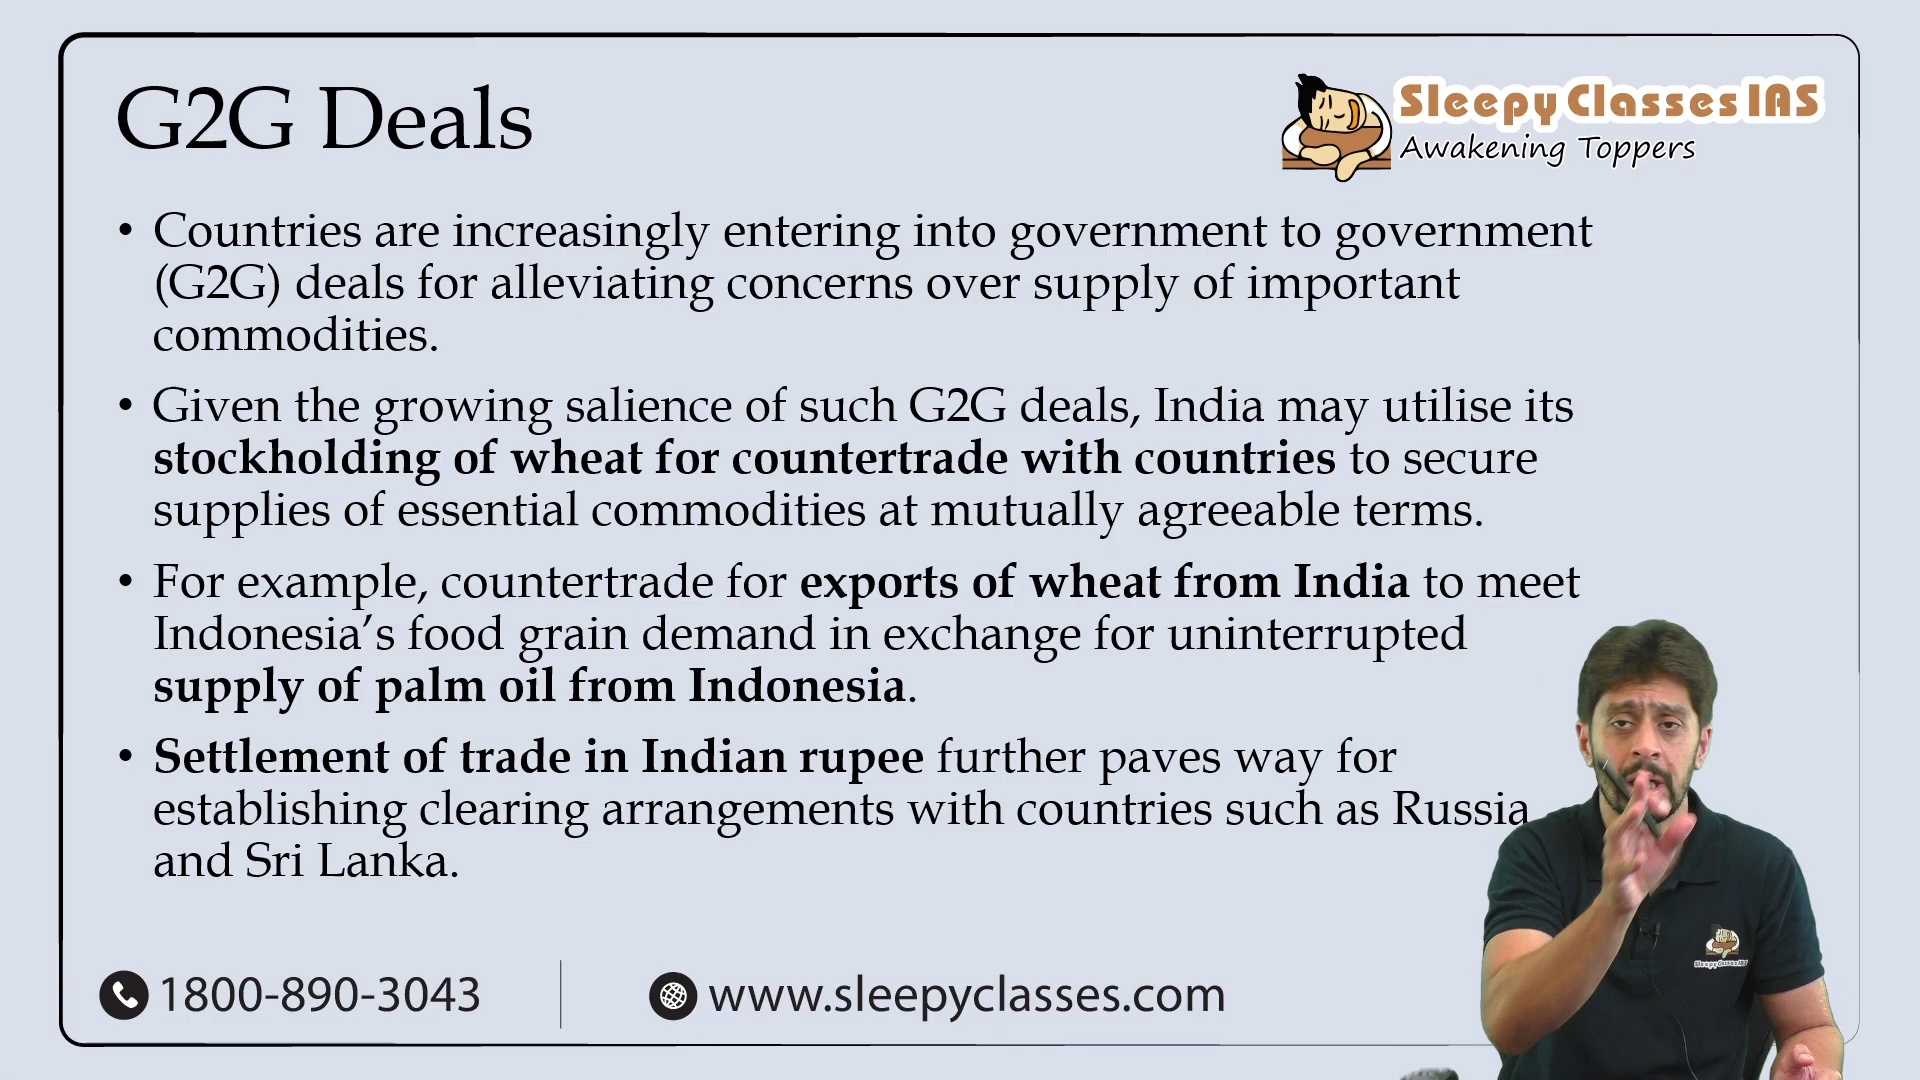 G2G Deals
Sleepy Classes IAS
Awakening Toppers
• Countries are increasingly entering into government to government
(G2G) deals for alleviating concerns over supply of important
commodities.
• Given the growing salience of such G2G deals, India may utilise its
stockholding of wheat for countertrade with countries to secure
supplies of essential commodities at mutually agreeable terms.
• For example, countertrade for exports of wheat from India to meet
Indonesia’s food grain demand in exchange for uninterrupted
supply of palm oil from Indonesia.
• Settlement of trade in Indian rupee further paves way for
establishing clearing arrangements with countries such as Russia
and Sri Lanka.
Sleepy Classes IAS
1800-890-3043
www.sleepyclasses.com